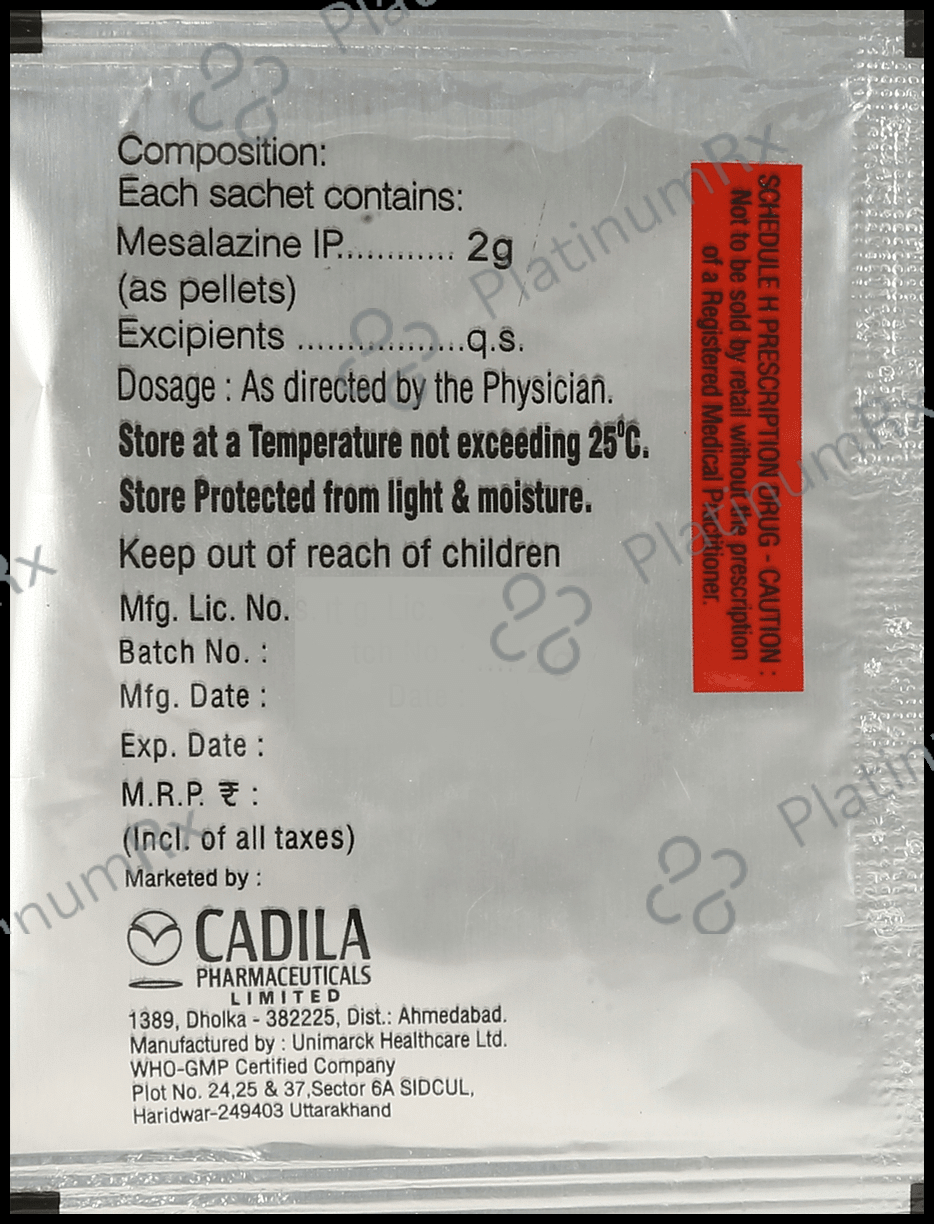 Composition:
Each sachet contains:
Mesalazine IP............ 2g
(as pellets)
Excipients .................q.s.
Dosage : As directed by the Physician.
Store at a Temperature not exceeding 25°C.
Store Protected from light & moisture.
Keep out of reach of children
Mfg. Lic. No.
Batch No. :
Mfg. Date :
Exp. Date :
M.R.P. ₹ :
(Incl. of all taxes)
Marketed by :
CADILA
PHARMACEUTICALS
LIMITED
1389, Dholka - 382225, Dist.: Ahmedabad.
Manufactured by : Unimarck Healthcare Ltd.
WHO-GMP Certified Company
Plot No. 24,25 & 37,Sector 6A SIDCUL,
Haridwar-249403 Uttarakhand
SCHEDULE H PRESCRIPTION DRUG - CAUTION :
Not to be sold by retail without the prescription
of a Registered Medical Practitioner.
PlatinumRx
PlatinumRx
PlatinumRx